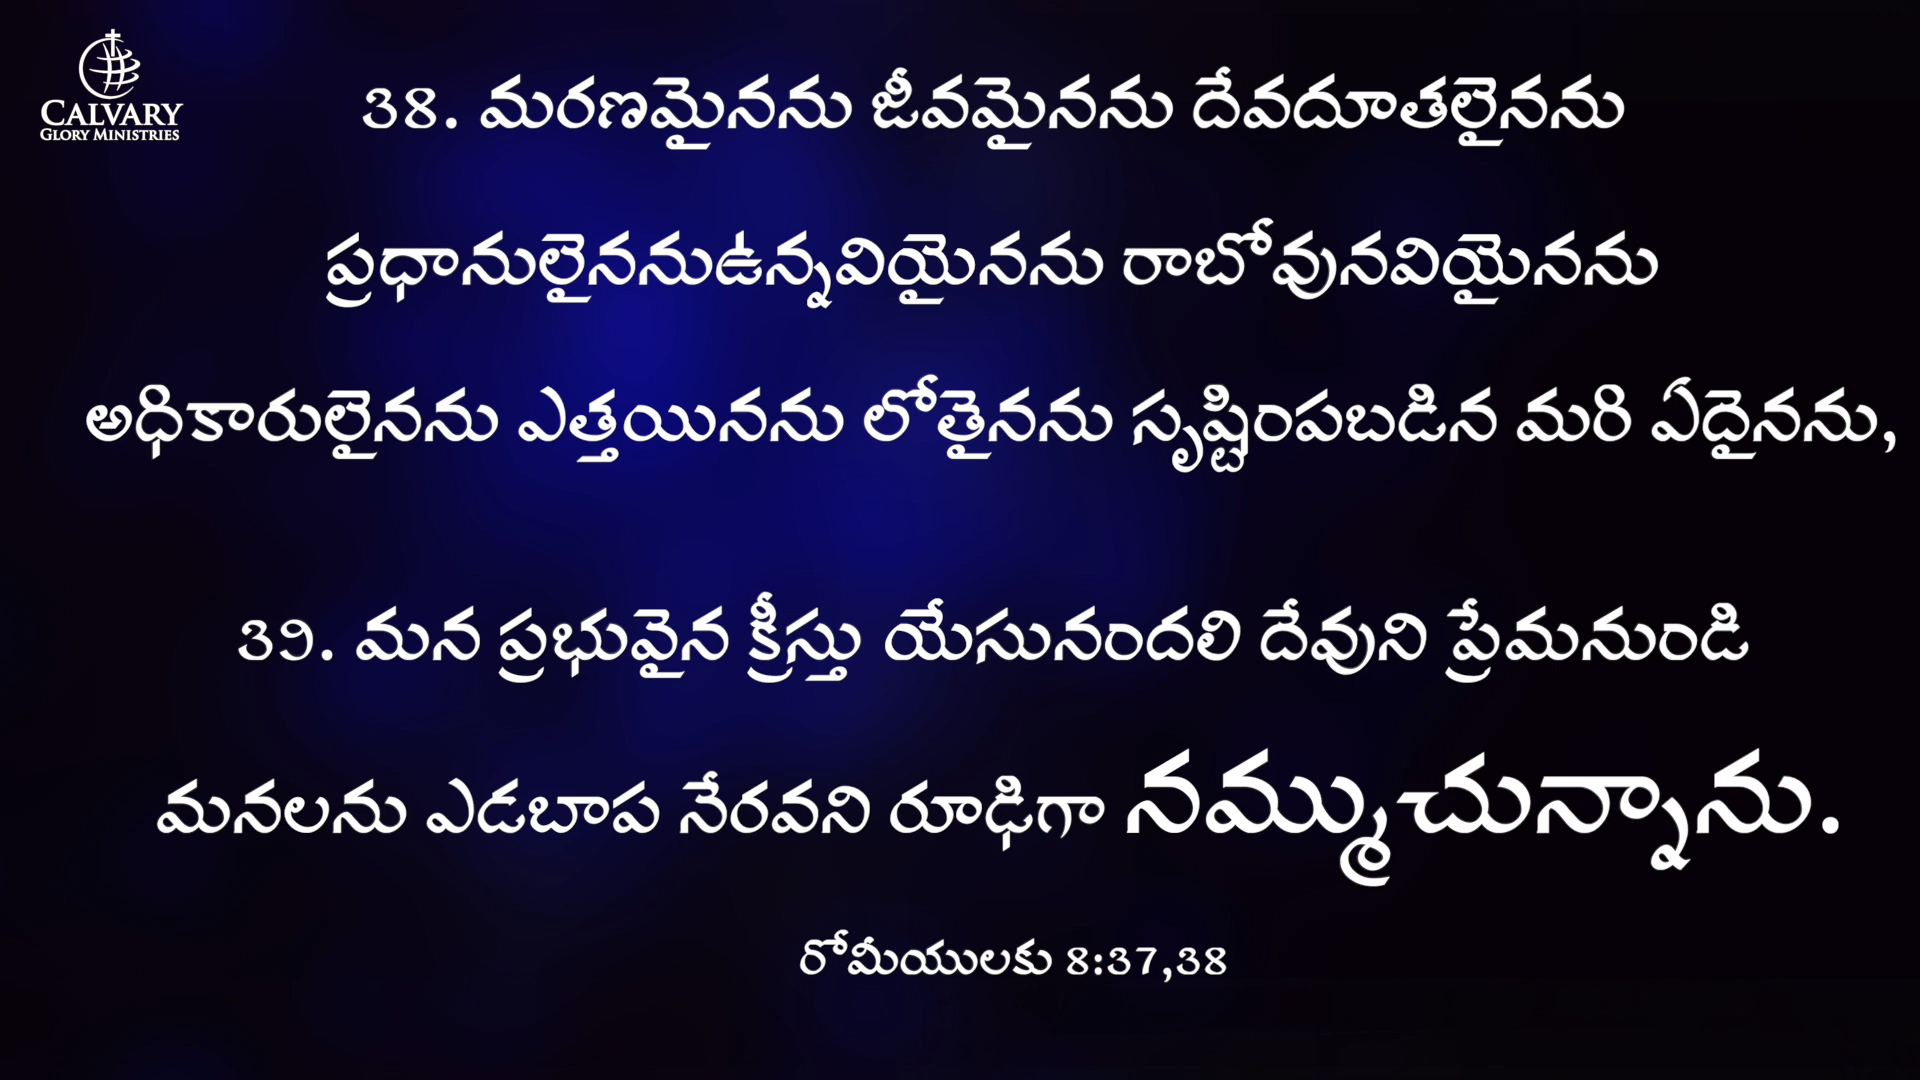 CALVARY
GLORY MINISTRIES
38. మరణమైనను జీవమైనను దేవదూతలైనను
ప్రధానులైననుఉన్నవియైనను రాబోవునవియైనను
అధికారులైనను ఎత్తయినను లోతైనను సృష్టింపబడిన మరి ఏదైనను,
39. మన ప్రభువైన క్రీస్తు యేసునందలి దేవుని ప్రేమనుండి
మనలను ఎడబాప నేరవని రూఢిగా నమ్ముచున్నాను.
రోమీయులకు 8:37,38